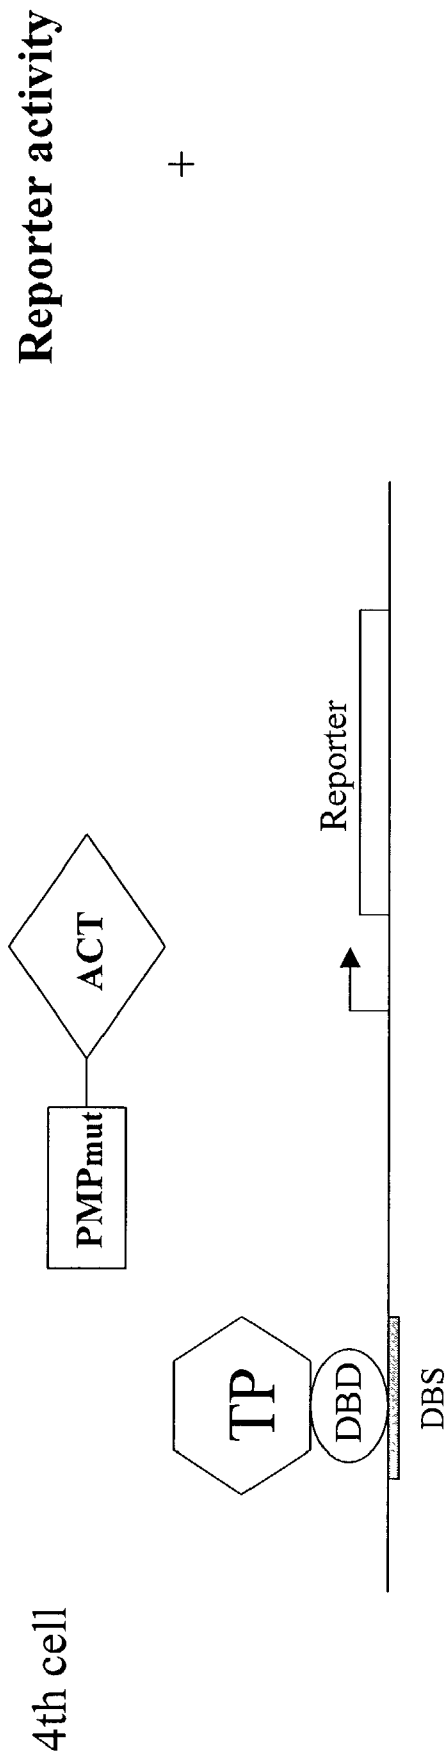 4th cell
Reporter activity
PMPmut
ACT
+
TP
DBD
Reporter
DBS